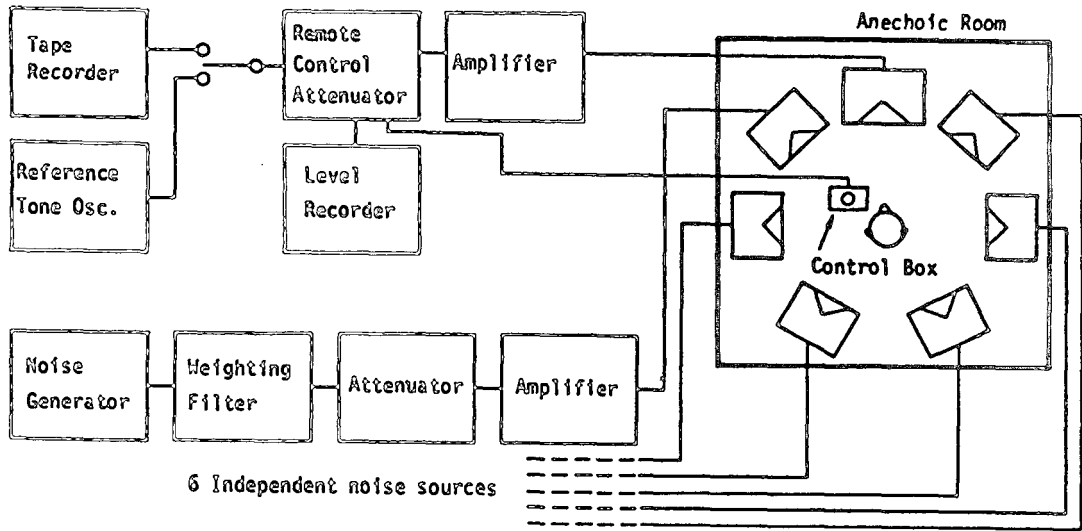 Anechoic Room
Tape
Recorder
Remote
Control
Attenuator
Amplifier
Reference
Tone Osc.
Level
Recorder
Control Box
Noise
Generator
Weighting
Filter
Attenuator
Amplifier
6 Independent noise sources